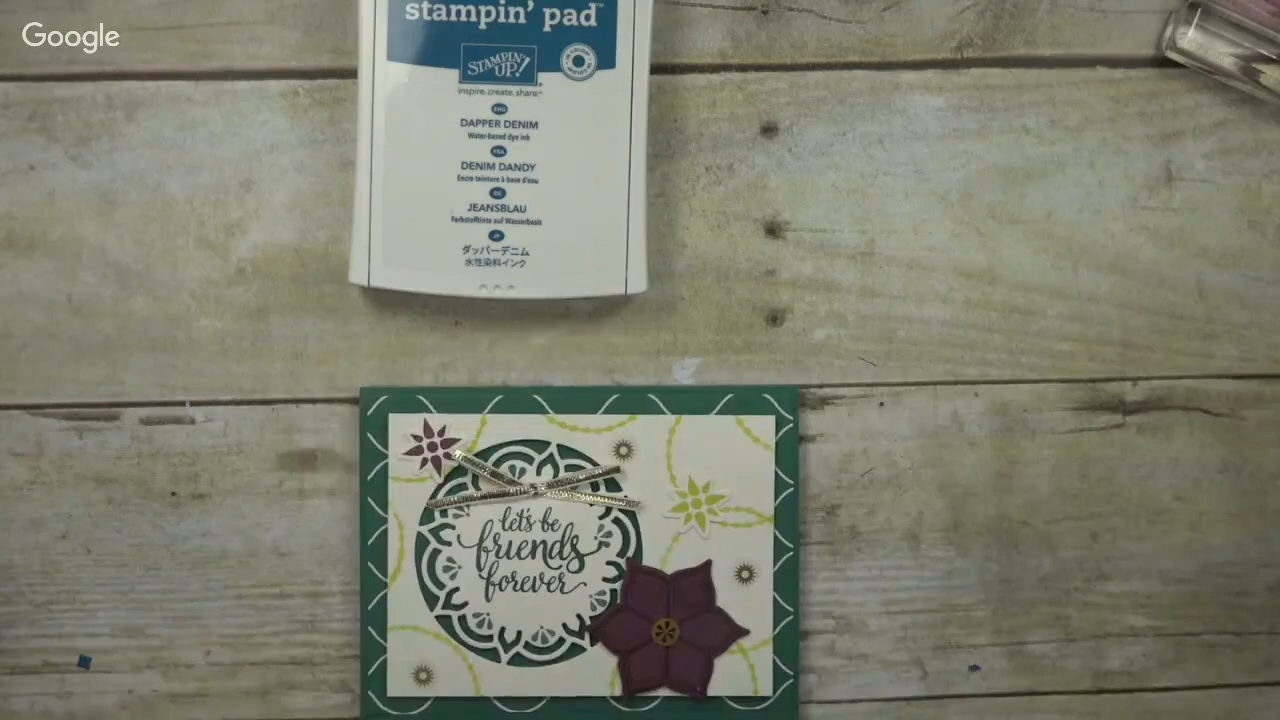 Google
stampin' pad™
STAMPIN' UP!®
inspire. create. share.™
ENG
DAPPER DENIM
Water-based dye ink
FRA
DENIM DANDY
Encre teinture à base d'eau
DE
JEANSBLAU
Farbstofftinte auf Wasserbasis
JP
ダッパーデニム
水性染料インク
let's be
friends
forever